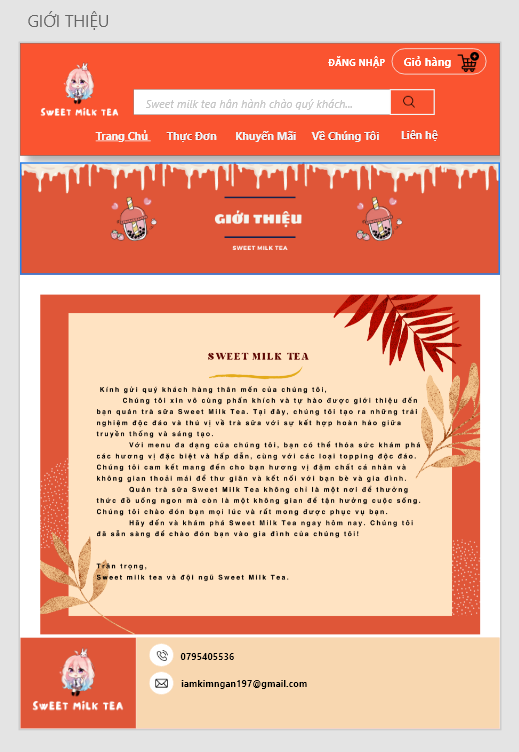 GIỚI THIỆU
ĐĂNG NHẬP
Giỏ hàng
SWEET MILK TEA
Sweet milk tea hân hành chào quý khách...
Trang Chủ
Thực Đơn
Khuyến Mãi
Về Chúng Tôi
Liên hệ
GIỚI THIỆU
SWEET MILK TEA
SWEET MILK TEA
Kính gửi quý khách hàng thân mến của chúng tôi,
Chúng tôi xin vô cùng phấn khích và tự hào được giới thiệu đến
bạn quán trà sữa Sweet Milk Tea. Tại đây, chúng tôi tạo ra những trải
nghiệm độc đáo và thú vị về trà sữa với sự kết hợp hoàn hảo giữa
truyền thống và sáng tạo.
Với menu đa dạng của chúng tôi, bạn có thể thỏa sức khám phá
các hương vị đặc biệt và hấp dẫn, cùng với các loại topping độc đáo.
Chúng tôi cam kết mang đến cho bạn hương vị đậm chất cá nhân và
không gian thoải mái để thư giãn và kết nối với bạn bè và gia đình.
Quán trà sữa Sweet Milk Tea không chỉ là một nơi để thưởng
thức đồ uống ngon mà còn là một không gian để tận hưởng cuộc sống.
Chúng tôi chào đón bạn mọi lúc và rất mong được phục vụ bạn.
Hãy đến và khám phá Sweet Milk Tea ngay hôm nay. Chúng tôi
đã sẵn sàng để chào đón bạn vào gia đình của chúng tôi!
Trân trọng,
Sweet milk tea và đội ngũ Sweet Milk Tea.
SWEET MILK TEA
0795405536
iamkimngan197@gmail.com